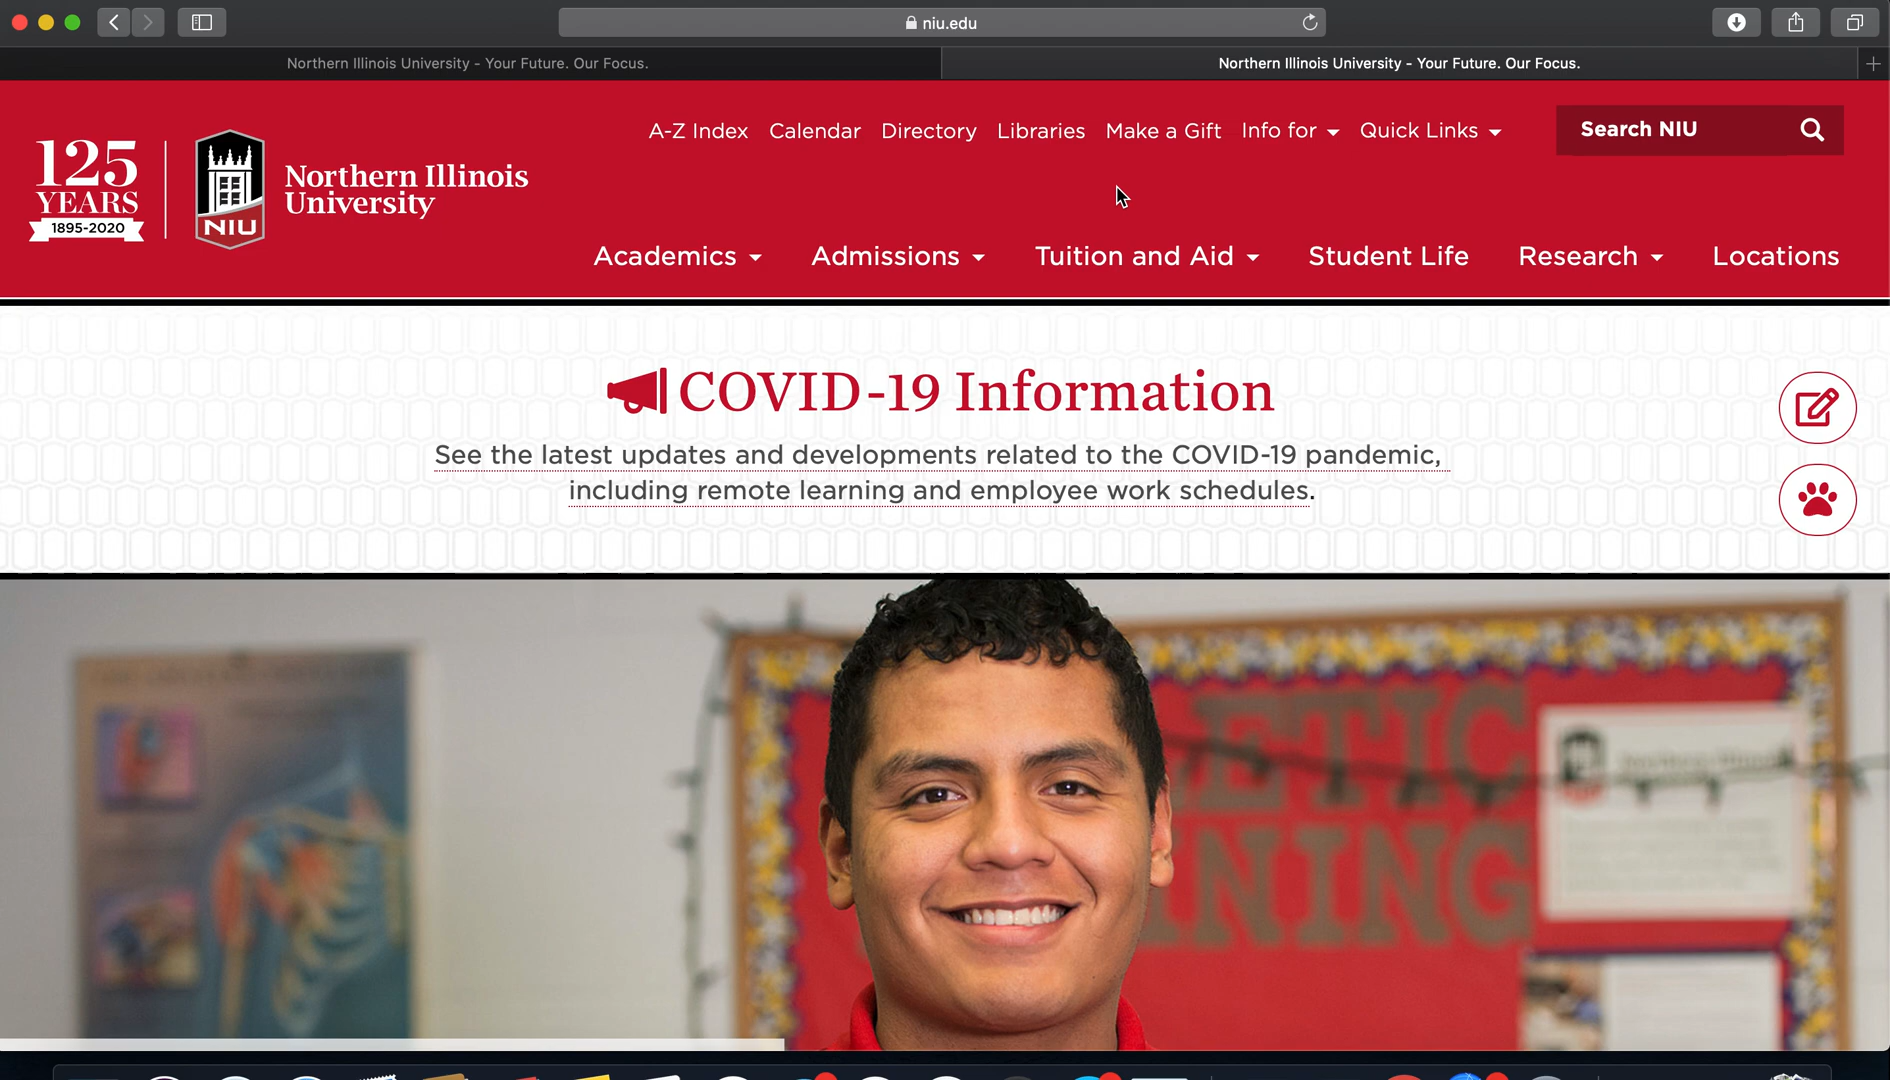 niu.edu
Northern Illinois University - Your Future. Our Focus.
Northern Illinois University - Your Future. Our Focus.
A-Z Index Calendar Directory Libraries Make a Gift Info for Quick Links
Search NIU
125
YEARS
1895-2020
NIU
Northern Illinois
University
Academics Admissions Tuition and Aid Student Life Research Locations
COVID-19 Information
See the latest updates and developments related to the COVID-19 pandemic,
including remote learning and employee work schedules.